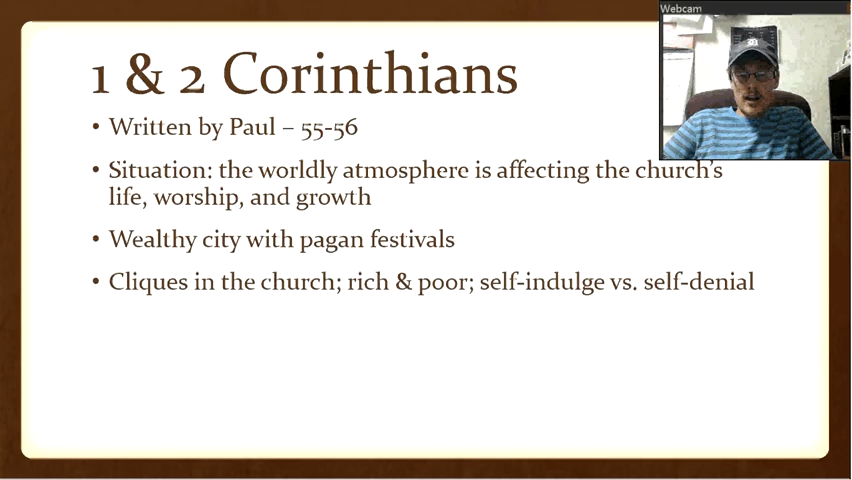 Webcam
1 & 2 Corinthians
• Written by Paul – 55-56
• Situation: the worldly atmosphere is affecting the church's
life, worship, and growth
• Wealthy city with pagan festivals
• Cliques in the church; rich & poor; self-indulge vs. self-denial